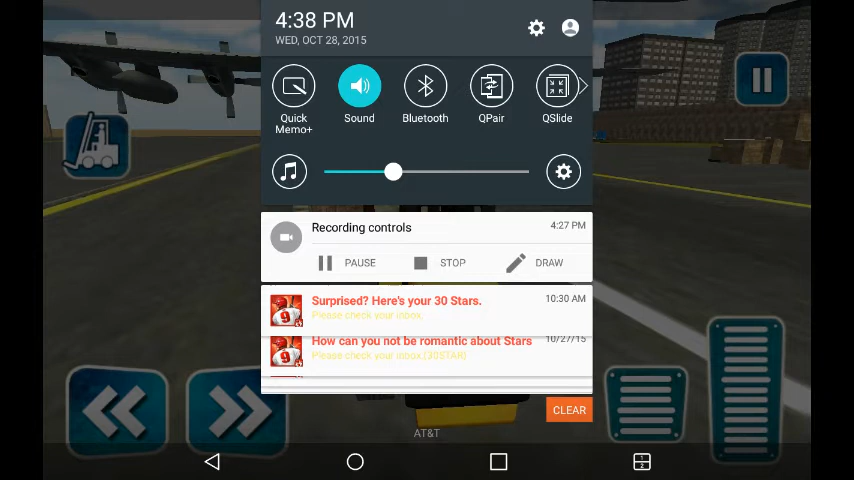 4:38 PM
WED, OCT 28, 2015
Quick
Memo+
Sound
Bluetooth
QPair
QSlide
Recording controls
4:27 PM
PAUSE
STOP
DRAW
Surprised? Here's your 30 Stars.
10:30 AM
Please check your inbox.
How can you not be romantic about Stars
10/27/15
Please check your inbox.(30STAR)
CLEAR
AT&T